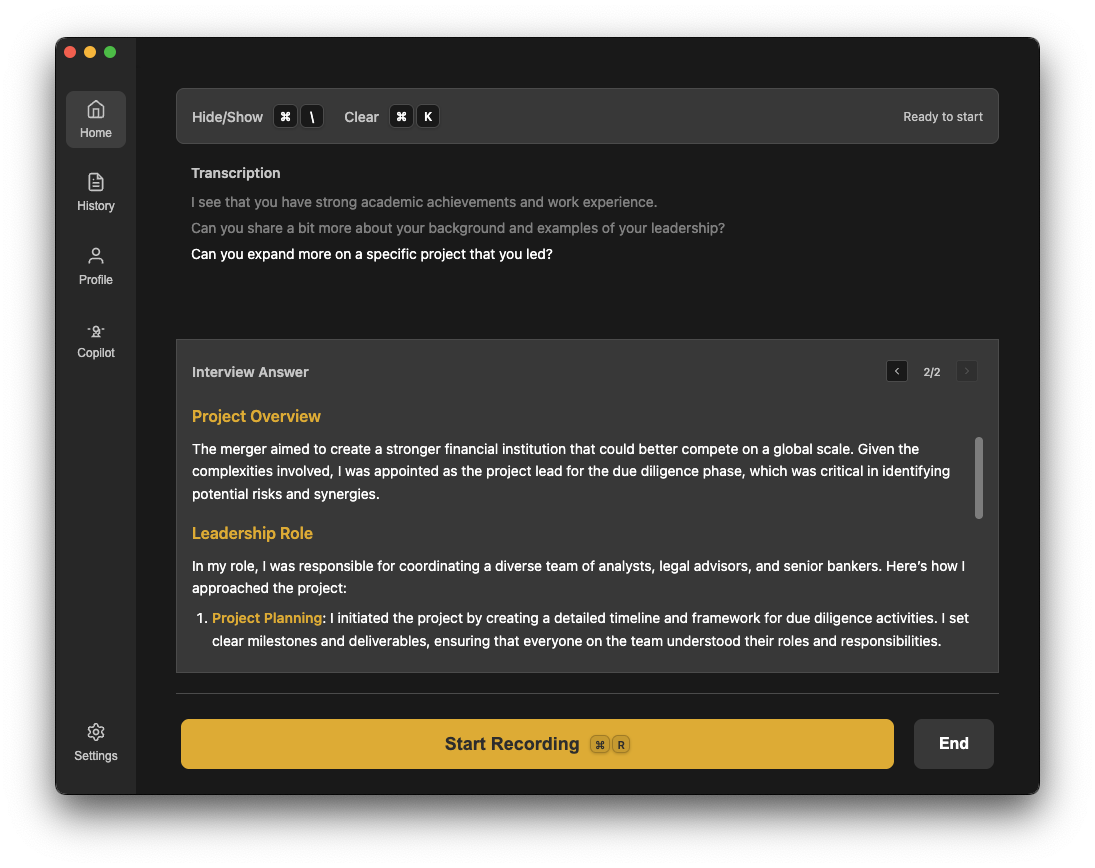 Home
History
Profile
Copilot
Settings
Hide/Show ⌘ \ Clear ⌘ K Ready to start
Transcription
I see that you have strong academic achievements and work experience.
Can you share a bit more about your background and examples of your leadership?
Can you expand more on a specific project that you led?
Interview Answer < 2/2 >
Project Overview
The merger aimed to create a stronger financial institution that could better compete on a global scale. Given the
complexities involved, I was appointed as the project lead for the due diligence phase, which was critical in identifying
potential risks and synergies.
Leadership Role
In my role, I was responsible for coordinating a diverse team of analysts, legal advisors, and senior bankers. Here’s how I
approached the project:
1. Project Planning: I initiated the project by creating a detailed timeline and framework for due diligence activities. I set
clear milestones and deliverables, ensuring that everyone on the team understood their roles and responsibilities.
Start Recording ⌘ R End